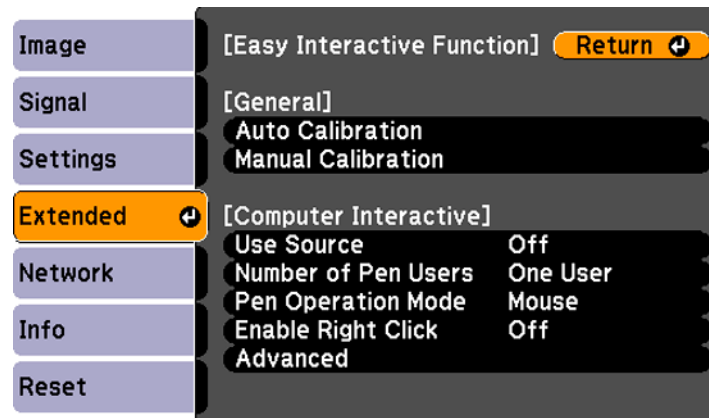 Image
Signal
Settings
Extended
Network
Info
Reset
[Easy Interactive Function] Return
[General]
Auto Calibration
Manual Calibration
[Computer Interactive]
Use Source Off
Number of Pen Users One User
Pen Operation Mode Mouse
Enable Right Click Off
Advanced